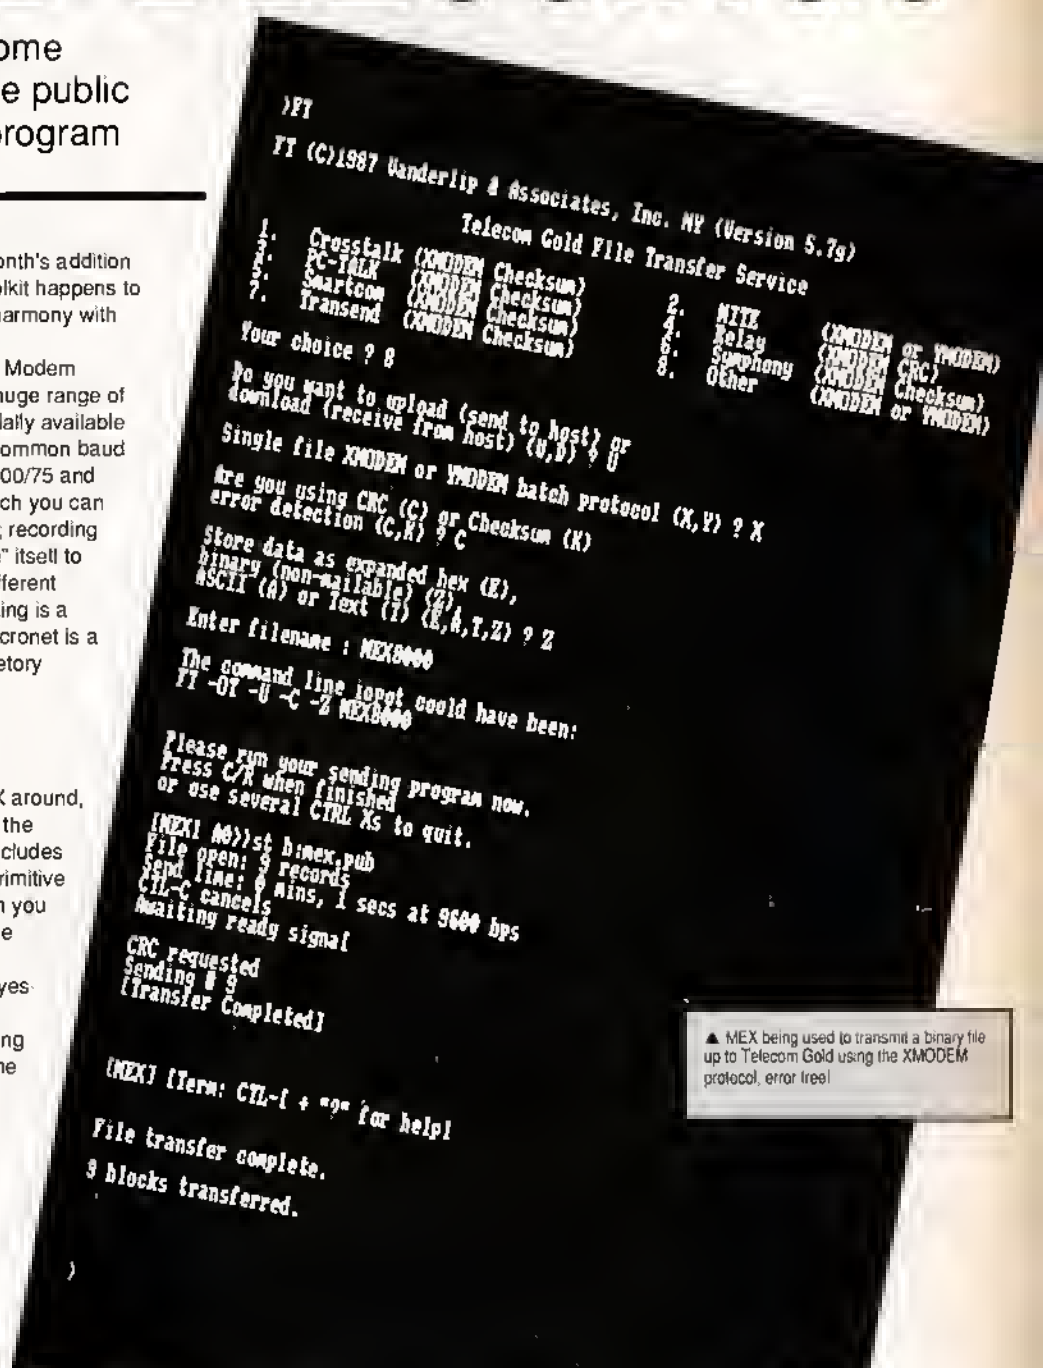 ome
e public
program
onth's addition
lkit happens to
armony with
Modem
huge range of
ially available
ommon baud
00/75 and
ch you can
; recording
e" itself to
fferent
ing is a
cronet is a
etory
X around,
the
cludes
rimitive
n you
e
yes-
ng
ne
>FT
FT (C)1987 Vanderlip & Associates, Inc. NY (Version 5.7g)
Telecom Gold File Transfer Service
1. Crosstalk (XMODEM Checksum) 2. MITE (XMODEM or YMODEM)
3. PC-TALK (XMODEM Checksum) 4. Relay (XMODEM CRC)
5. Smartcom (XMODEM Checksum) 6. Symphony (XMODEM Checksum)
7. Transend (XMODEM Checksum) 8. Other (XMODEM or YMODEM)
Your choice ? 8
Do you want to upload (send to host) or
download (receive from host) (U,D) ? U
Single file XMODEM or YMODEM batch protocol (X,Y) ? X
Are you using CRC (C) or Checksum (K)
error detection (C,K) ? C
Store data as expanded hex (E),
binary (non-mailable) (Z),
ASCII (A) or Text (T) (E,A,T,Z) ? Z
Enter filename : MEX8000
The command line input could have been:
FT -OT -U -C -Z MEX8000
Please run your sending program now.
Press C/R when finished
or use several CTRL Xs to quit.
[MEX] A0>>st b:mex.pub
File open: 9 records
Send time: 0 mins, 1 secs at 9600 bps
CTL-C cancels
Awaiting ready signal
CRC requested
Sending # 9
[Transfer Completed]
[MEX] [Term: CTL-[ + "?" for help]
File transfer complete.
9 blocks transferred.
>
▲ MEX being used to transmit a binary file
up to Telecom Gold using the XMODEM
protocol, error free!